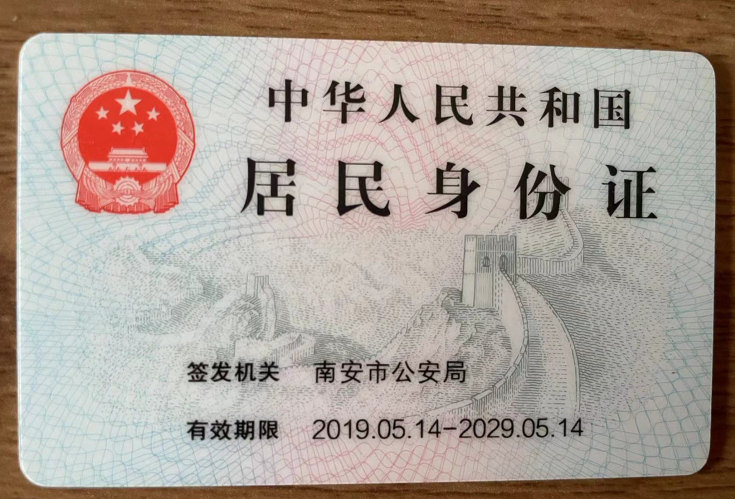 中华人民共和国
居民身份证
签发机关 南安市公安局
有效期限 2019.05.14-2029.05.14